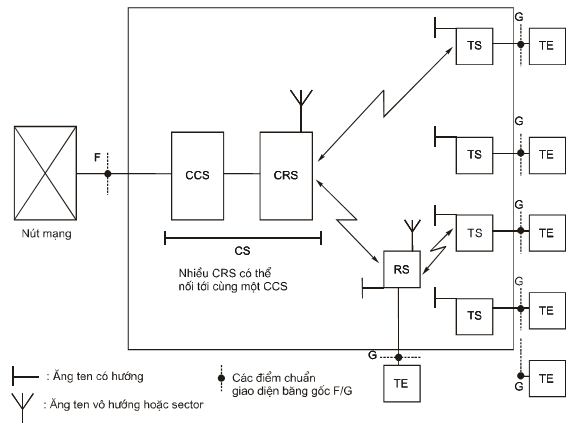 G
TS
TE
G
TS
TE
F
CCS
CRS
Nút mạng
CS
Nhiều CRS có thể
nối tới cùng một CCS
G
TS
TE
RS
G
TS
TE
G
TE
G
TE
: Ăng ten có hướng
Các điểm chuẩn
giao diện băng gốc F/G
: Ăng ten vô hướng hoặc sector